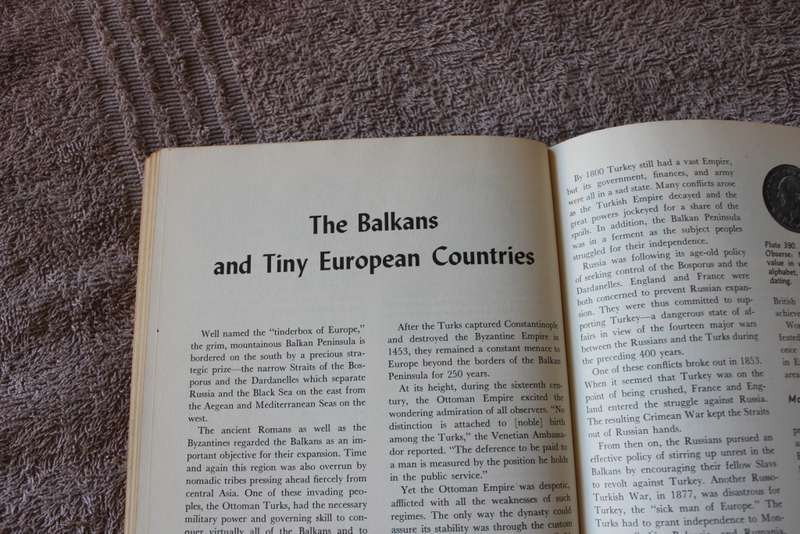 The Balkans
and Tiny European Countries
Well named the "tinderbox of Europe,"
the grim, mountainous Balkan Peninsula is
bordered on the south by a precious stra-
tegic prize—the narrow Straits of the Bos-
porus and the Dardanelles which separate
Russia and the Black Sea on the east from
the Aegean and Mediterranean Seas on the
west.
The ancient Romans as well as the
Byzantines regarded the Balkans as an im-
portant objective for their expansion. Time
and again this region was also overrun by
nomadic tribes pressing ahead fiercely from
central Asia. One of these invading peo-
ples, the Ottoman Turks, had the necessary
military power and governing skill to con-
quer virtually all of the Balkans and to
After the Turks captured Constantinople
and destroyed the Byzantine Empire in
1453, they remained a constant menace to
Europe beyond the borders of the Balkan
Peninsula for 250 years.
At its height, during the sixteenth cen-
tury, the Ottoman Empire excited the
wondering admiration of all observers. "No
distinction is attached to [noble] birth
among the Turks," the Venetian Ambassa-
dor reported. "The deference to be paid to
a man is measured by the position he holds
in the public service."
Yet the Ottoman Empire was despotic,
afflicted with all the weaknesses of such
regimes. The only way the dynasty could
assure its stability was through the custom
By 1800 Turkey still had a vast Empire,
but its government, finances, and army
were all in a sad state. Many conflicts arose
as the Turkish Empire decayed and the
great powers jockeyed for a share of the
spoils. In addition, the Balkan Peninsula
was in a ferment as the subject peoples
struggled for their independence.
Russia was following its age-old policy
of seeking control of the Bosporus and the
Dardanelles. England and France were
both concerned to prevent Russian expan-
sion. They were thus committed to sup-
porting Turkey—a dangerous state of af-
fairs in view of the fourteen major wars
between the Russians and the Turks during
the preceding 400 years.
One of these conflicts broke out in 1853.
When it seemed that Turkey was on the
point of being crushed, France and Eng-
land entered the struggle against Russia.
The resulting Crimean War kept the Straits
out of Russian hands.
From then on, the Russians pursued an
effective policy of stirring up unrest in the
Balkans by encouraging their fellow Slavs
to revolt against Turkey. Another Russo-
Turkish War, in 1877, was disastrous for
Turkey, the "sick man of Europe." The
Turks had to grant independence to Mon-
Plate 390.
Observe:
value in
alphabet,
dating.
British
achieve
Wo
feated
once
in E
area
Mo